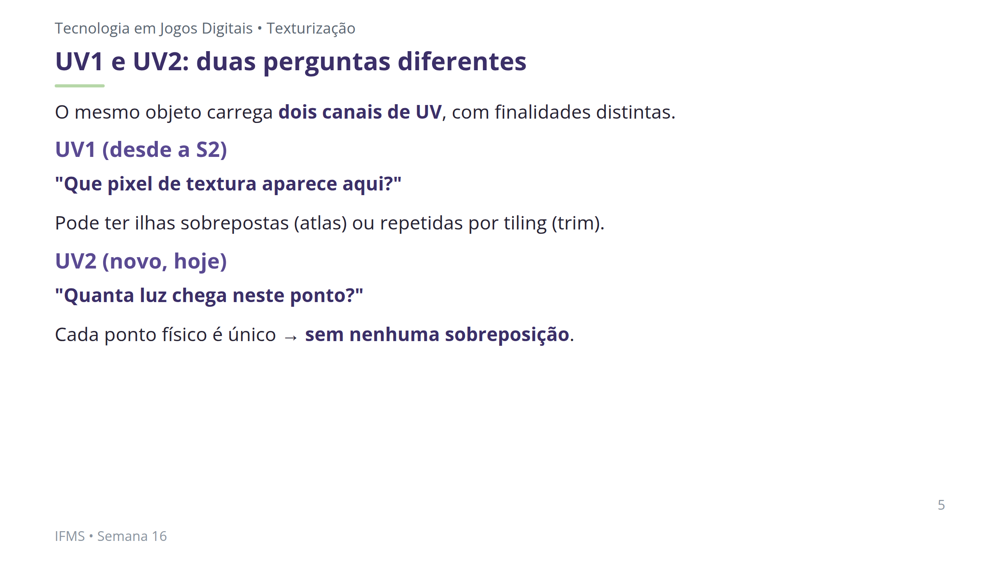 Tecnologia em Jogos Digitais • Texturização
UV1 e UV2: duas perguntas diferentes
O mesmo objeto carrega dois canais de UV, com finalidades distintas.
UV1 (desde a S2)
"Que pixel de textura aparece aqui?"
Pode ter ilhas sobrepostas (atlas) ou repetidas por tiling (trim).
UV2 (novo, hoje)
"Quanta luz chega neste ponto?"
Cada ponto físico é único → sem nenhuma sobreposição.
5
IFMS • Semana 16